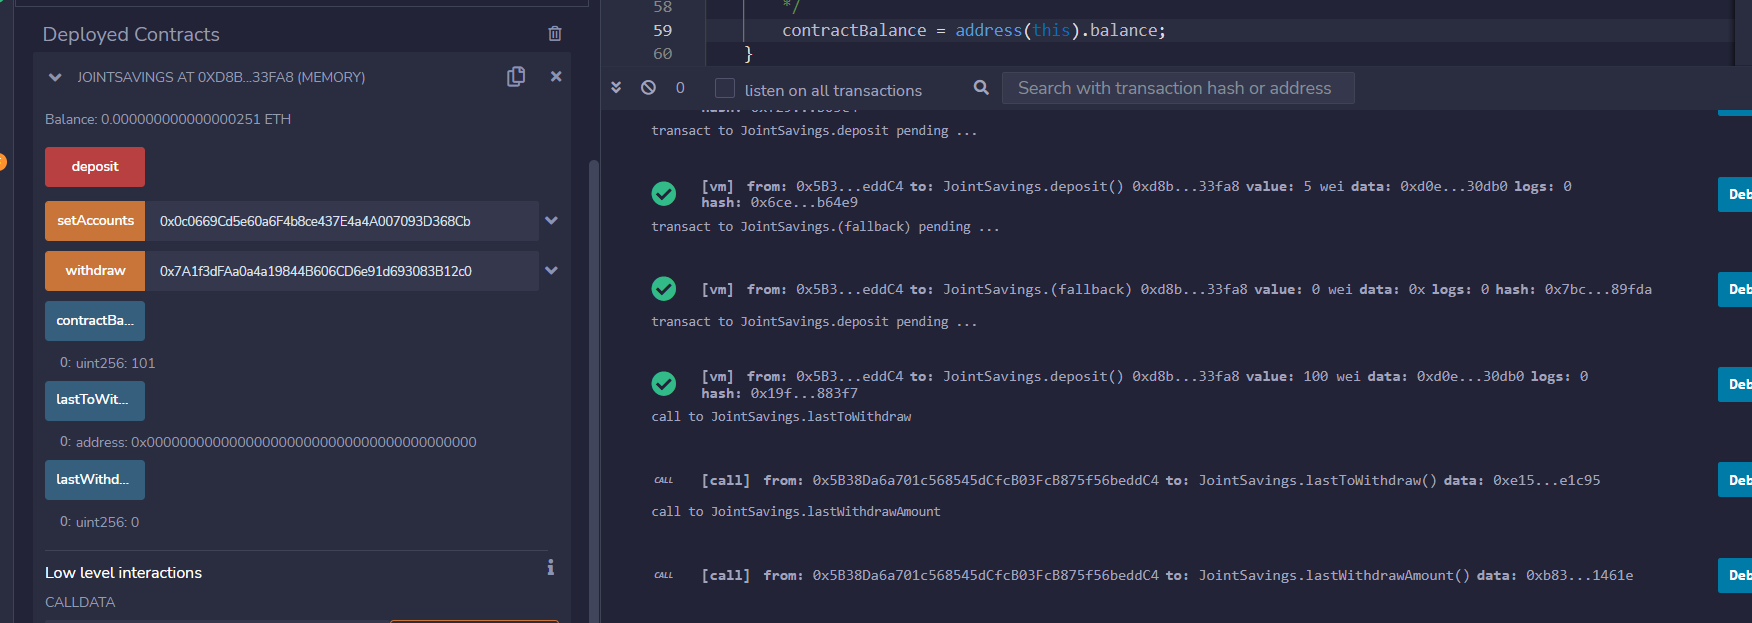 Deployed Contracts
JOINTSAVINGS AT 0XD8B...33FA8 (MEMORY)
Balance: 0.000000000000000251 ETH
deposit
setAccounts 0x0c0669Cd5e60a6F4b8ce437E4a4A007093D368Cb
withdraw 0x7A1f3dFAa0a4a19844B606CD6e91d693083B12c0
contractBa...
0: uint256: 101
lastToWit...
0: address: 0x0000000000000000000000000000000000000000
lastWithd...
0: uint256: 0
Low level interactions
CALLDATA
58 */
59 contractBalance = address(this).balance;
60 }
0 listen on all transactions Search with transaction hash or address
transact to JointSavings.deposit pending ...
[vm] from: 0x5B3...eddC4 to: JointSavings.deposit() 0xd8b...33fa8 value: 5 wei data: 0xd0e...30db0 logs: 0
hash: 0x6ce...b64e9
Deb
transact to JointSavings.(fallback) pending ...
[vm] from: 0x5B3...eddC4 to: JointSavings.(fallback) 0xd8b...33fa8 value: 0 wei data: 0x logs: 0 hash: 0x7bc...89fda
Deb
transact to JointSavings.deposit pending ...
[vm] from: 0x5B3...eddC4 to: JointSavings.deposit() 0xd8b...33fa8 value: 100 wei data: 0xd0e...30db0 logs: 0
hash: 0x19f...883f7
Deb
call to JointSavings.lastToWithdraw
CALL [call] from: 0x5B38Da6a701c568545dCfcB03FcB875f56beddC4 to: JointSavings.lastToWithdraw() data: 0xe15...e1c95
Deb
call to JointSavings.lastWithdrawAmount
CALL [call] from: 0x5B38Da6a701c568545dCfcB03FcB875f56beddC4 to: JointSavings.lastWithdrawAmount() data: 0xb83...1461e
Deb